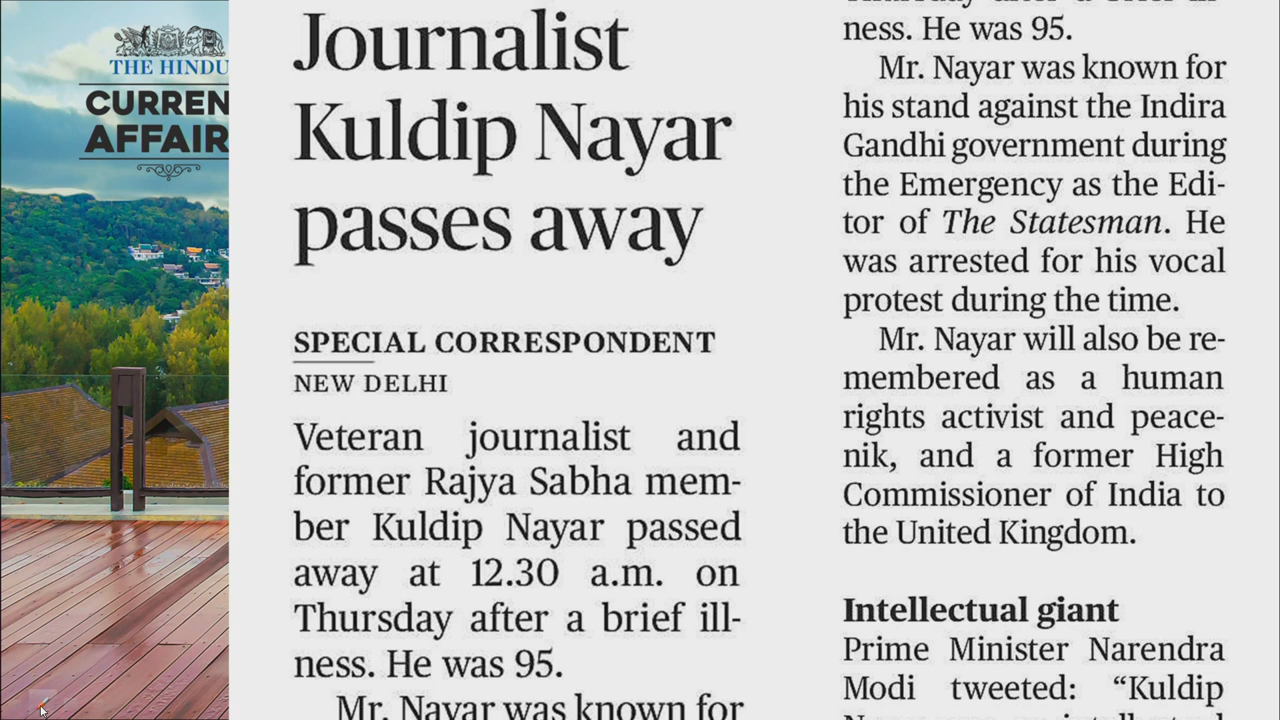 THE HINDU
CURREN
AFFAIR
Journalist
Kuldip Nayar
passes away
SPECIAL CORRESPONDENT
NEW DELHI
Veteran journalist and
former Rajya Sabha mem-
ber Kuldip Nayar passed
away at 12.30 a.m. on
Thursday after a brief ill-
ness. He was 95.
Mr. Nayar was known for
ness. He was 95.
Mr. Nayar was known for
his stand against the Indira
Gandhi government during
the Emergency as the Edi-
tor of The Statesman. He
was arrested for his vocal
protest during the time.
Mr. Nayar will also be re-
membered as a human
rights activist and peace-
nik, and a former High
Commissioner of India to
the United Kingdom.
Intellectual giant
Prime Minister Narendra
Modi tweeted: “Kuldip